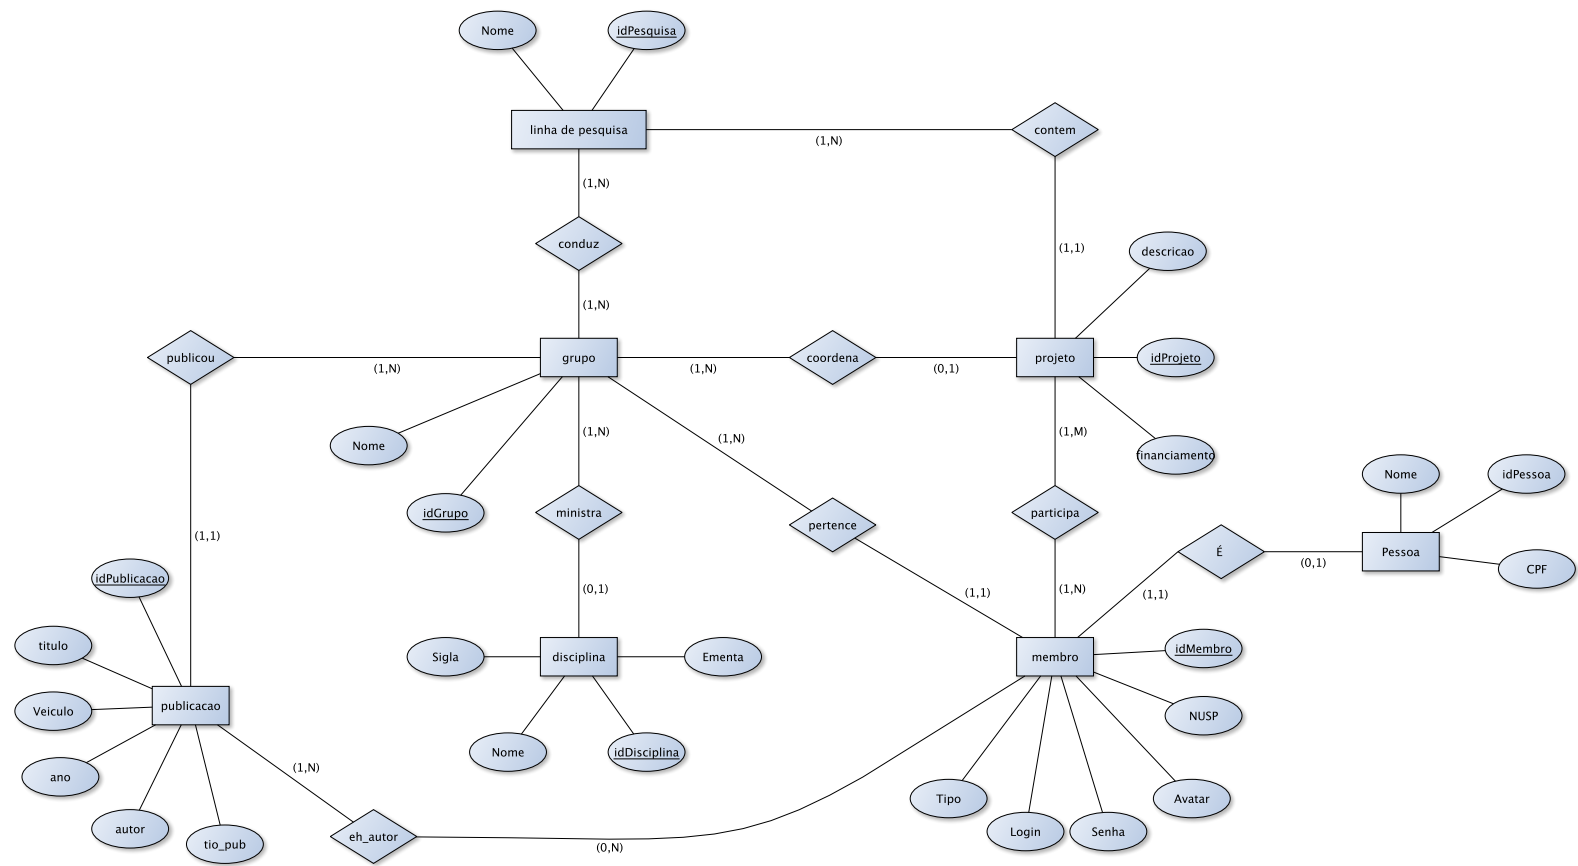 Nome
idPesquisa
linha de pesquisa
contem
(1,N)
(1,N)
conduz
(1,1)
descricao
(1,N)
publicou
grupo
coordena
projeto
idProjeto
(1,N)
(1,N)
(0,1)
Nome
(1,N)
(1,N)
(1,M)
financiamento
Nome
idPessoa
idGrupo
ministra
pertence
participa
(1,1)
É
Pessoa
(0,1)
CPF
idPublicacao
(0,1)
(1,1)
(1,N)
(1,1)
titulo
Sigla
disciplina
Ementa
membro
idMembro
Veiculo
publicacao
NUSP
Nome
idDisciplina
ano
(1,N)
Tipo
Avatar
autor
tio_pub
eh_autor
(0,N)
Login
Senha